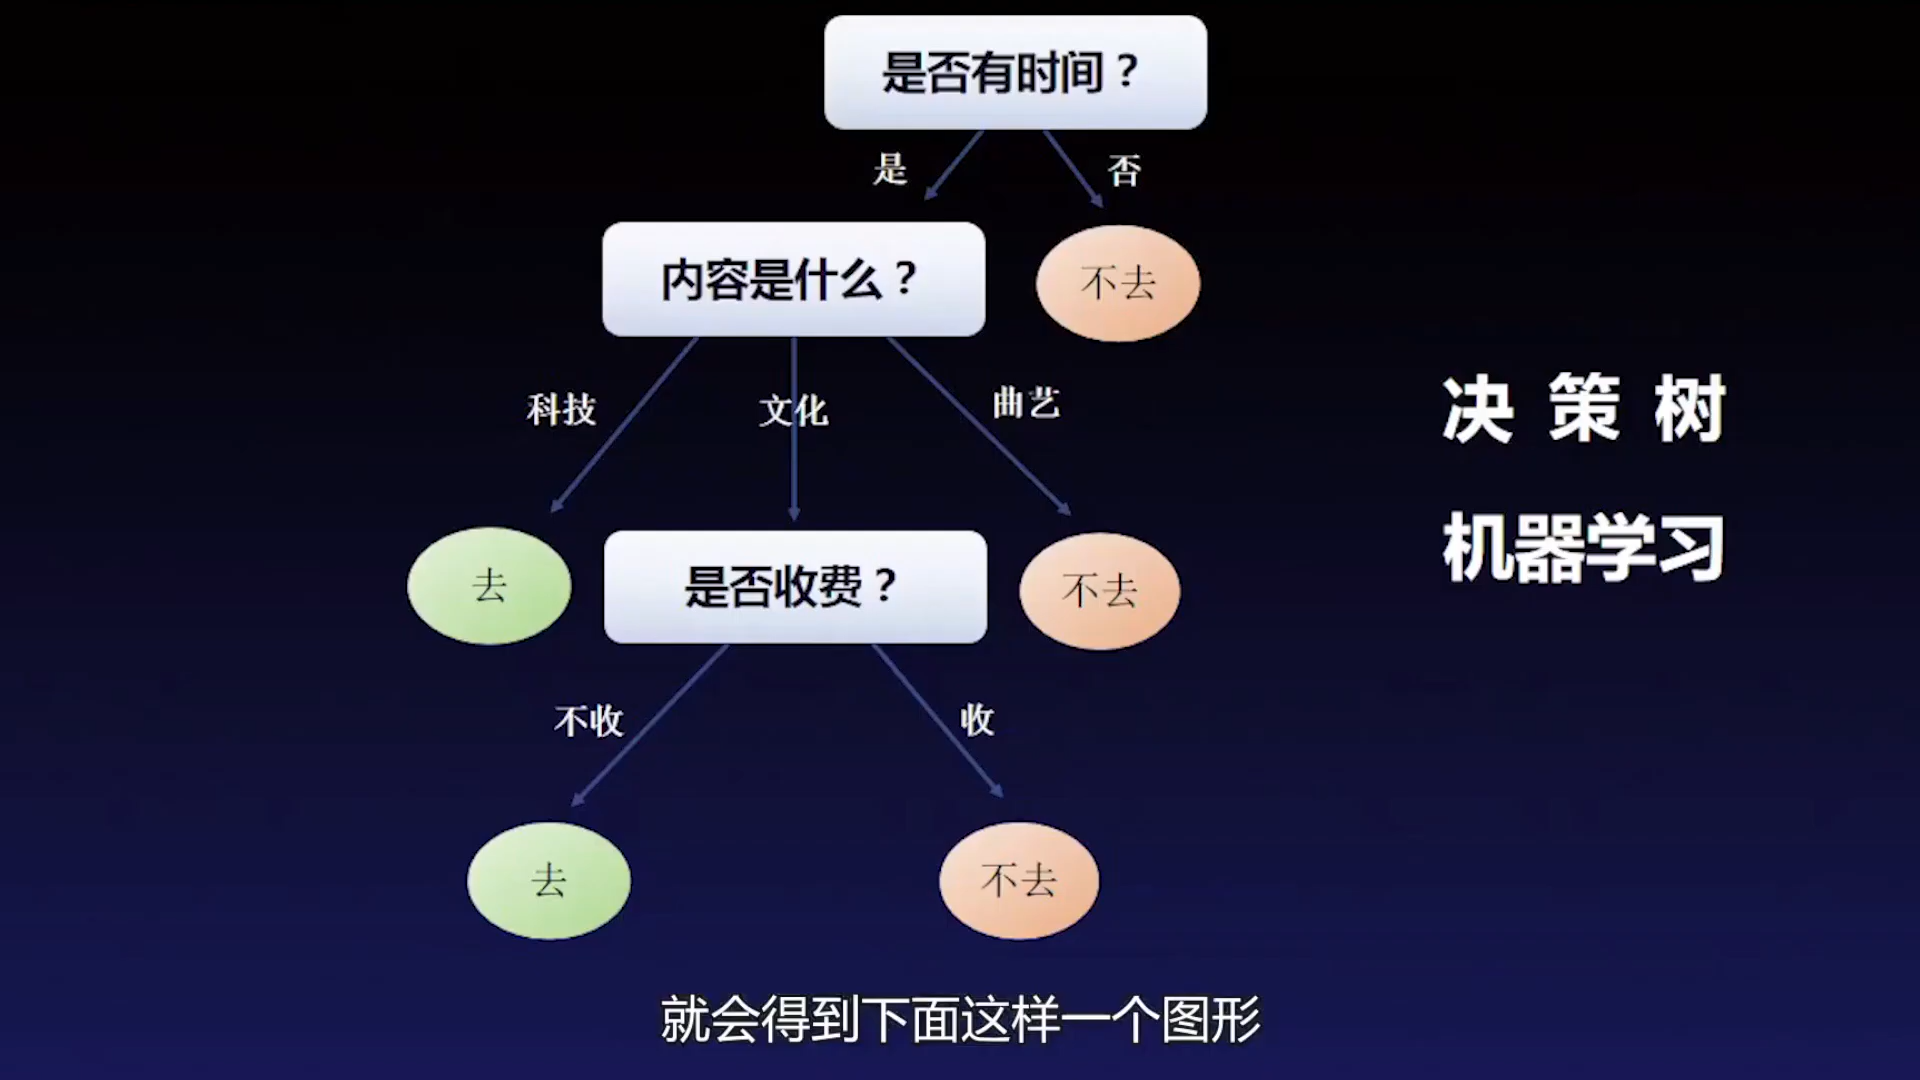 是否有时间？
是
否
内容是什么？
不去
科技
文化
曲艺
决策树
机器学习
去
是否收费？
不去
不收
收
去
不去
就会得到下面这样一个图形